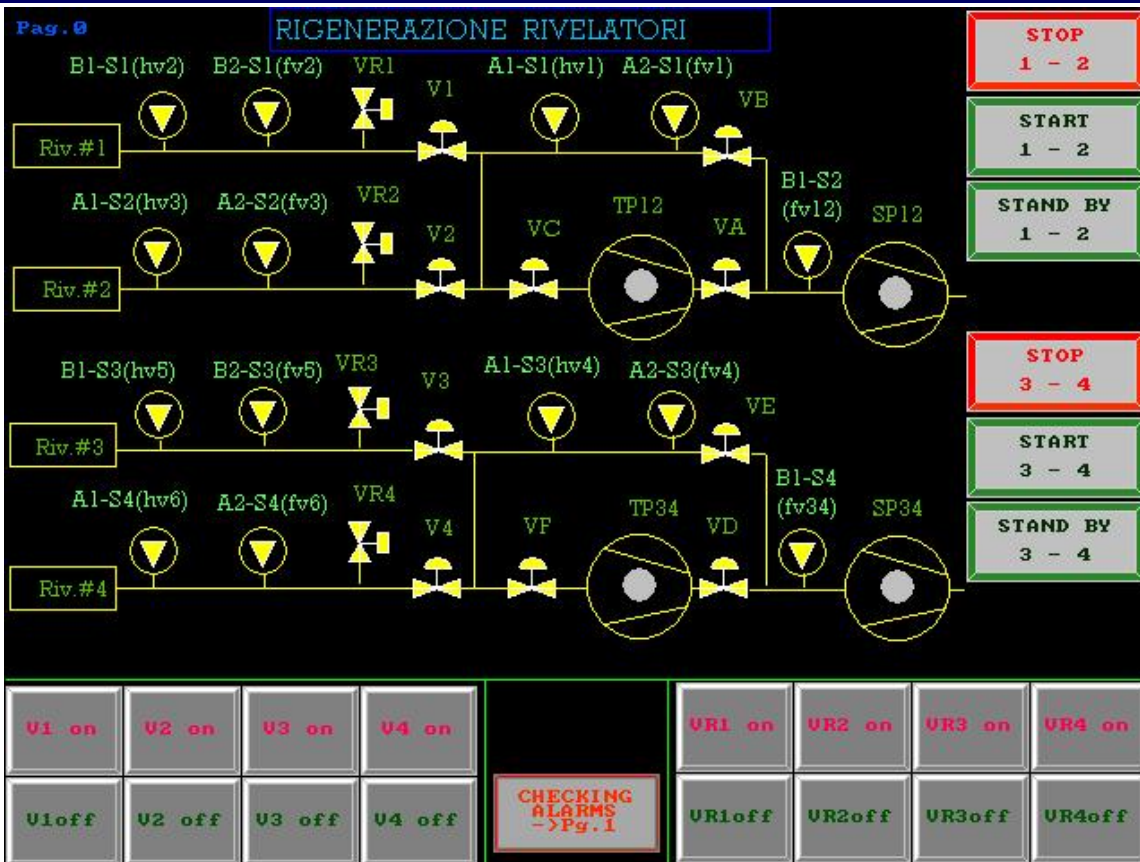 Pag.0
RIGENERAZIONE RIVELATORI
STOP
1 - 2
B1-S1(hv2) B2-S1(fv2) VR1 A1-S1(hv1) A2-S1(fv1)
V1 VB
START
1 - 2
Riv.#1
A1-S2(hv3) A2-S2(fv3) VR2 TP12 B1-S2
(fv12) SP12
STAND BY
1 - 2
V2 VC VA
Riv.#2
B1-S3(hv5) B2-S3(fv5) VR3 A1-S3(hv4) A2-S3(fv4)
STOP
3 - 4
V3 VE
Riv.#3
START
3 - 4
A1-S4(hv6) A2-S4(fv6) VR4 TP34 B1-S4
(fv34) SP34
V4 VF VD
STAND BY
3 - 4
Riv.#4
V1 on V2 on V3 on V4 on VR1 on VR2 on VR3 on VR4 on
CHECKING
ALARMS
->Pg.1
V1off V2 off V3 off V4 off VR1off VR2off VR3off VR4off